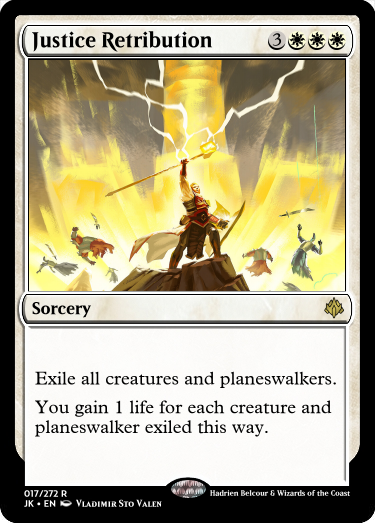 Justice Retribution 3
Sorcery
Exile all creatures and planeswalkers.
You gain 1 life for each creature and
planeswalker exiled this way.
017/272 R
JK • EN Vladimir Sto Valen
Hadrien Belcour & Wizards of the Coast